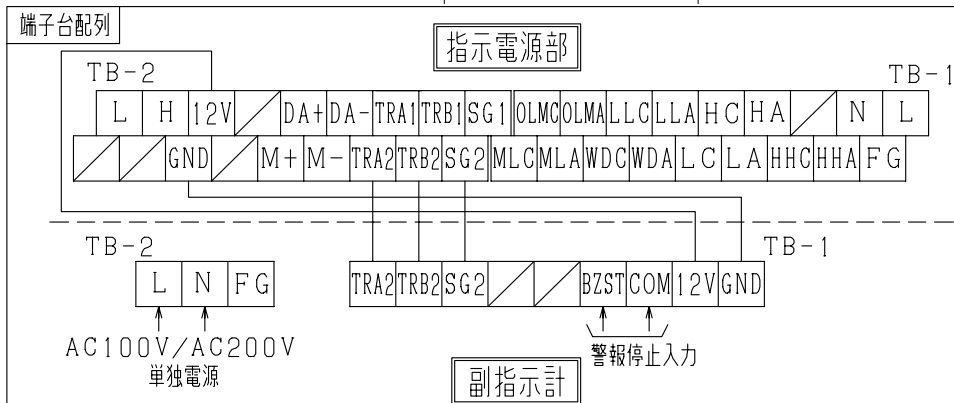 端子台配列
指示電源部
TB-2 TB-1
L H 12V DA+ DA- TRA1 TRB1 SG1 OLMC OLMA LLC LLA HC HA N L
GND M+ M- TRA2 TRB2 SG2 MLC MLA WDC WDA LC LA HHC HHA FG
TB-2 TB-1
L N FG TRA2 TRB2 SG2 BZST COM 12V GND
AC100V/AC200V
単独電源
警報停止入力
副指示計